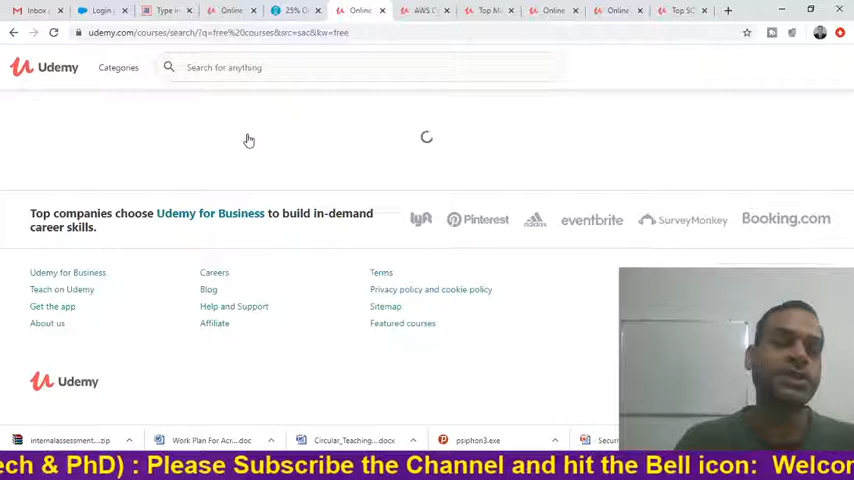 Inbox
Login
Type in
Online
25% O
Online
AWS C
Top M
Online
Online
Top SC
udemy.com/courses/search/?q=free%20courses&src=sac&kw=free
Udemy
Categories
Search for anything
Top companies choose Udemy for Business to build in-demand
career skills.
lyft
Pinterest
adidas
eventbrite
SurveyMonkey
Booking.com
Udemy for Business
Careers
Terms
Teach on Udemy
Blog
Privacy policy and cookie policy
Get the app
Help and Support
Sitemap
About us
Affiliate
Featured courses
Udemy
internalassessment.zip
Work Plan For Acr....doc
Circular_Teaching....docx
psiphon3.exe
Secur
ech & PhD) : Please Subscribe the Channel and hit the Bell icon: Welcor